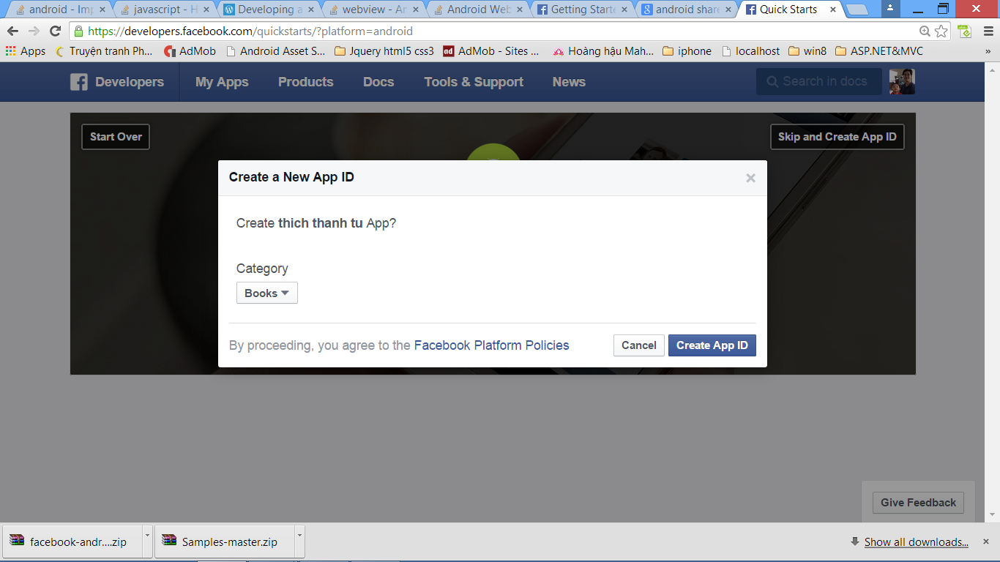 android - Imp
javascript - H
Developing a
webview - An
Android Web
Getting Starte
android share
Quick Starts
https://developers.facebook.com/quickstarts/?platform=android
Apps
Truyện tranh Ph...
AdMob
Android Asset S...
Jquery html5 css3
ad
AdMob - Sites ...
Hoàng hậu Mah...
iphone
localhost
win8
ASP.NET&MVC
»
Developers
My Apps
Products
Docs
Tools & Support
News
Search in docs
Start Over
Skip and Create App ID
Create a New App ID
Create thich thanh tu App?
Category
Books
By proceeding, you agree to the Facebook Platform Policies
Cancel
Create App ID
Give Feedback
facebook-andr....zip
Samples-master.zip
Show all downloads...